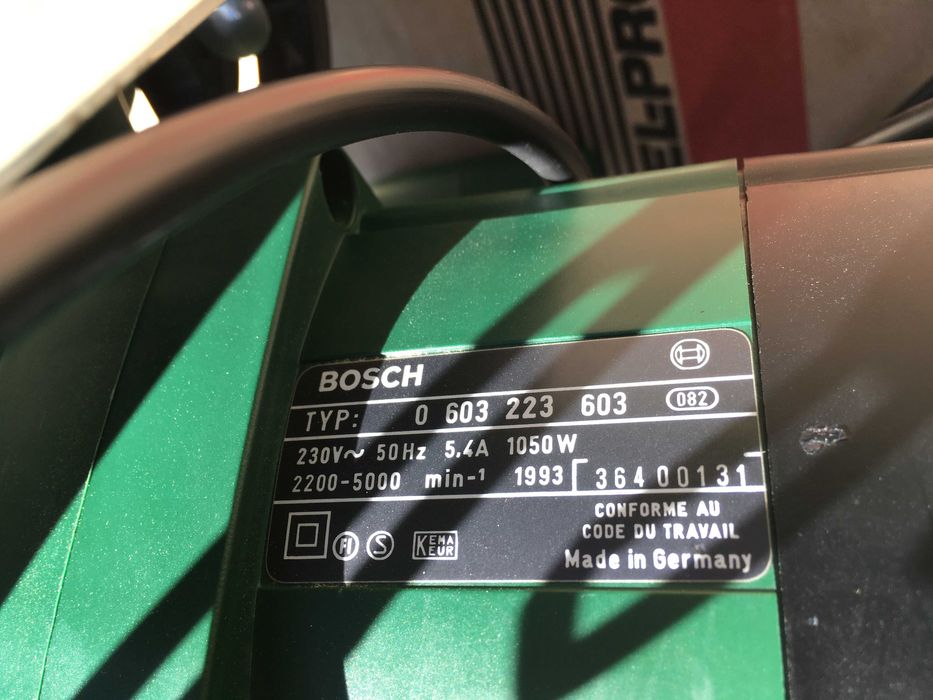 EL-PRO
BOSCH
TYP: 0 603 223 603 082
230V~ 50Hz 5.4A 1050W
2200-5000 min-¹ 1993 36400131
CONFORME AU
CODE DU TRAVAIL
Made in Germany
FI S KEMA
KEUR